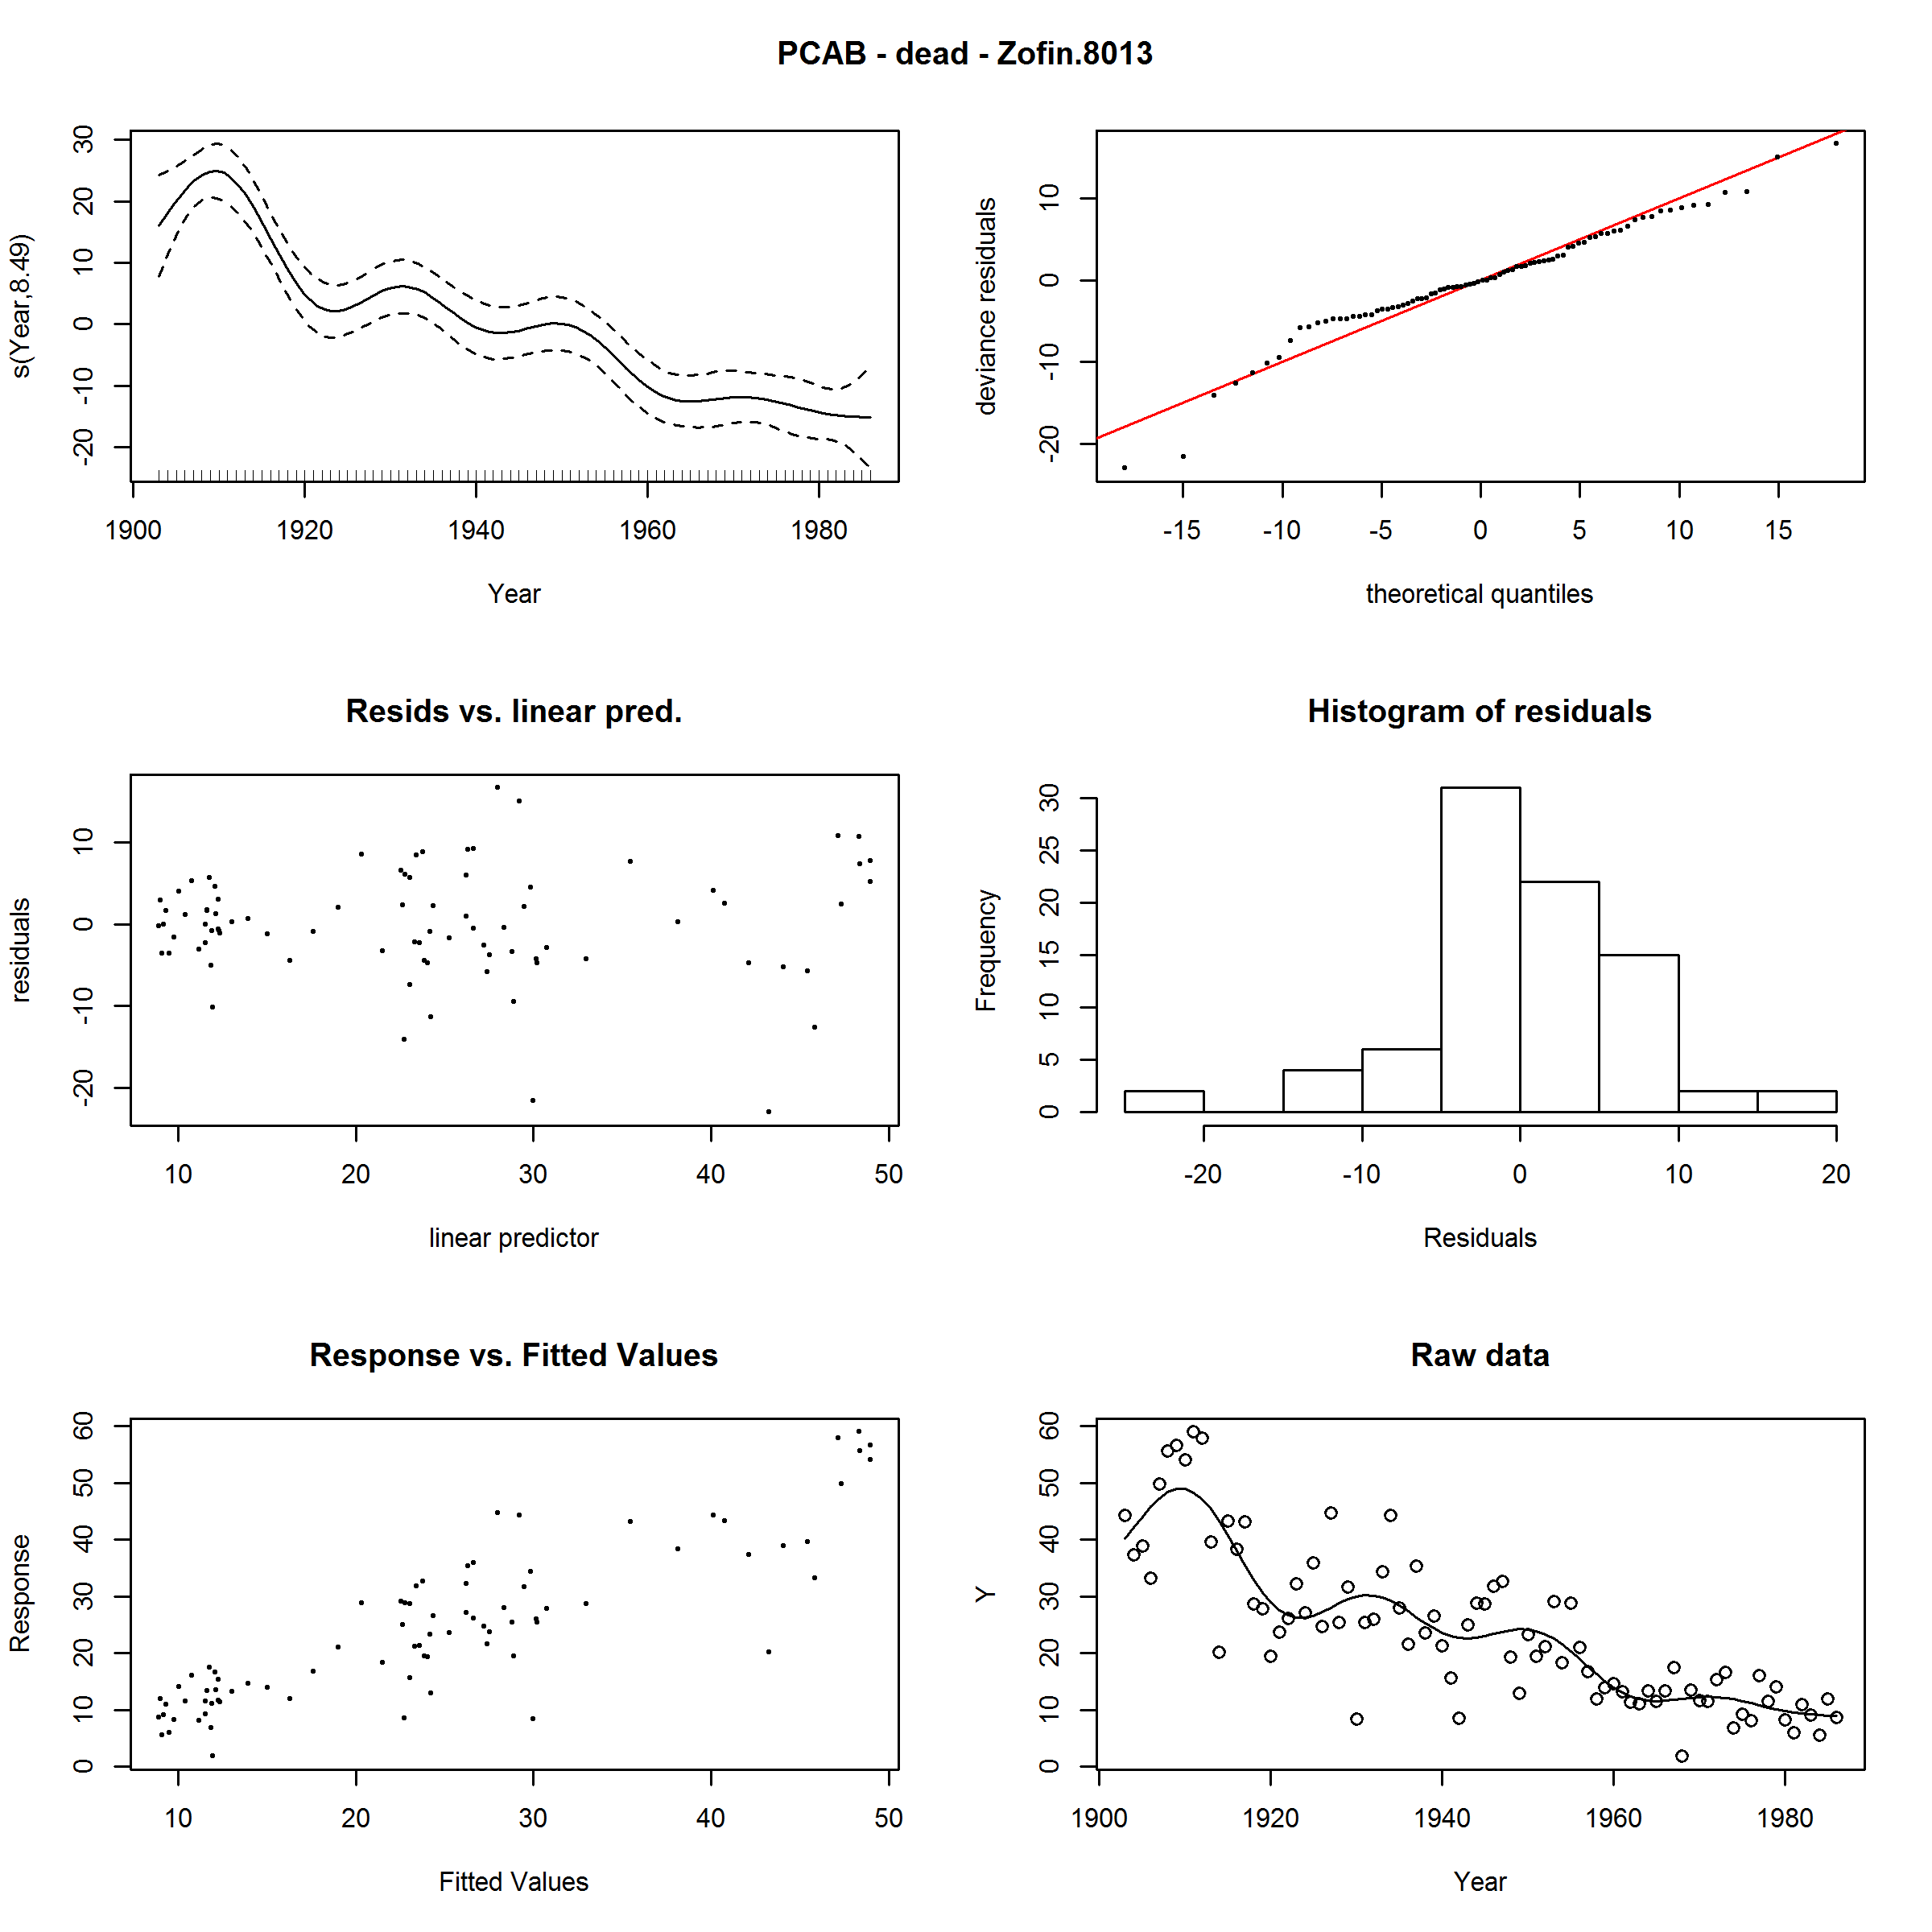 PCAB - dead - Zofin.8013
s(Year,8.49)
-20 -10 0 10 20 30
1900 1920 1940 1960 1980
Year
deviance residuals
-20 -10 0 10
-15 -10 -5 0 5 10 15
theoretical quantiles
Resids vs. linear pred.
residuals
-20 -10 0 10
10 20 30 40 50
linear predictor
Histogram of residuals
Frequency
0 5 10 15 20 25 30
-20 -10 0 10 20
Residuals
Response vs. Fitted Values
Response
0 10 20 30 40 50 60
10 20 30 40 50
Fitted Values
Raw data
Y
0 10 20 30 40 50 60
1900 1920 1940 1960 1980
Year